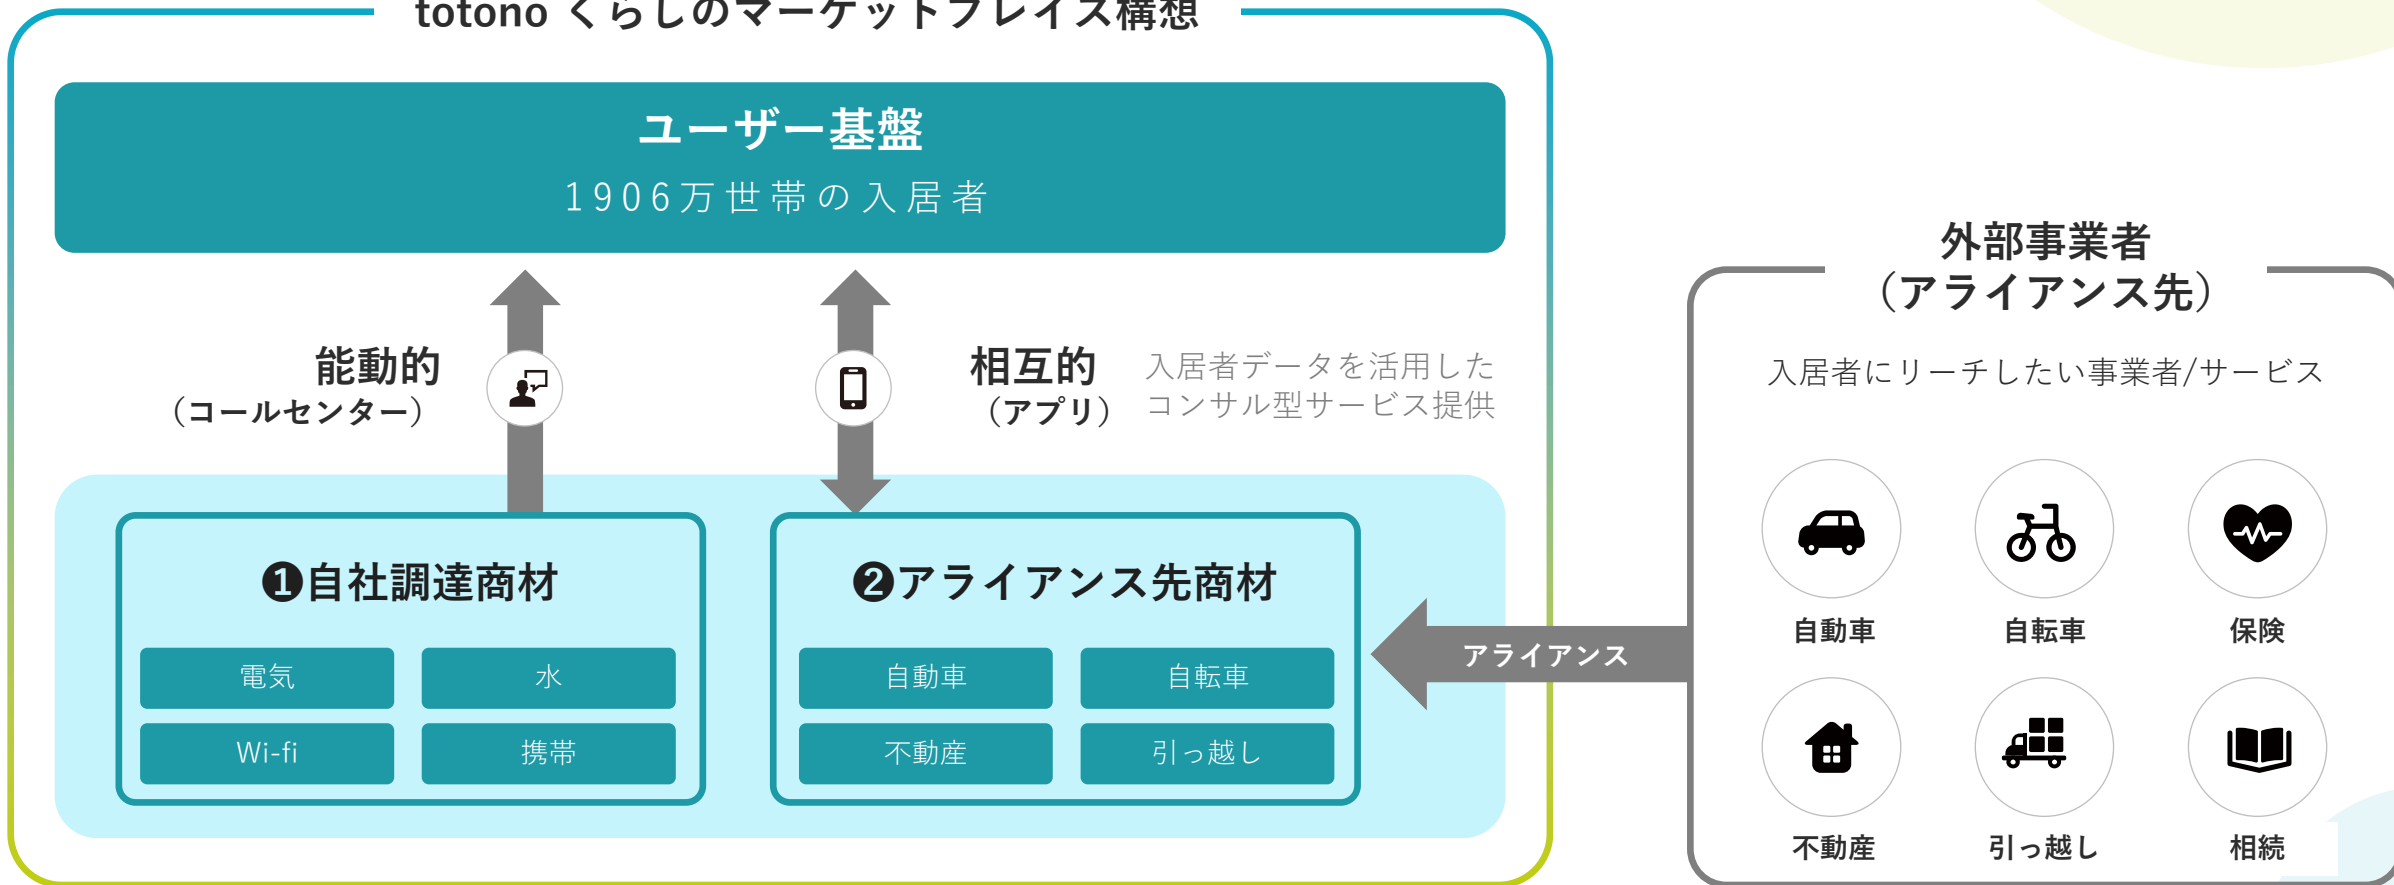 totono くらしのマーケットプレイス構想
ユーザー基盤
1906万世帯の入居者
能動的
（コールセンター）
相互的
（アプリ）
入居者データを活用した
コンサル型サービス提供
❶自社調達商材
電気
水
Wi-fi
携帯
❷アライアンス先商材
自動車
自転車
不動産
引っ越し
アライアンス
外部事業者
（アライアンス先）
入居者にリーチしたい事業者/サービス
自動車
自転車
保険
不動産
引っ越し
相続